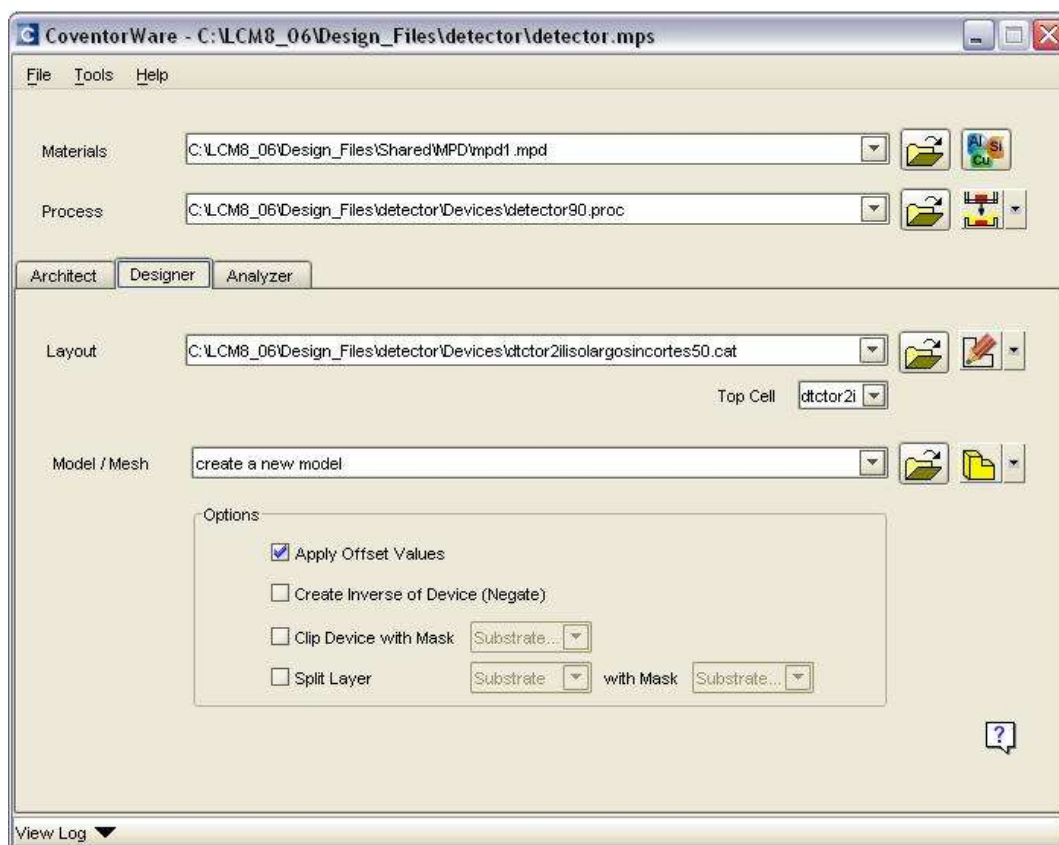 CoventorWare - C:\LCM8_06\Design_Files\detector\detector.mps
File Tools Help
Materials C:\LCM8_06\Design_Files\Shared\MPD\mpd1.mpd
Al Si Cu
Process C:\LCM8_06\Design_Files\detector\Devices\detector90.proc
Architect Designer Analyzer
Layout C:\LCM8_06\Design_Files\detector\Devices\dtctor2ilisolargosincortes50.cat
Top Cell dtctor2i
Model / Mesh create a new model
Options
Apply Offset Values
Create Inverse of Device (Negate)
Clip Device with Mask Substrate...
Split Layer Substrate with Mask Substrate...
?
View Log